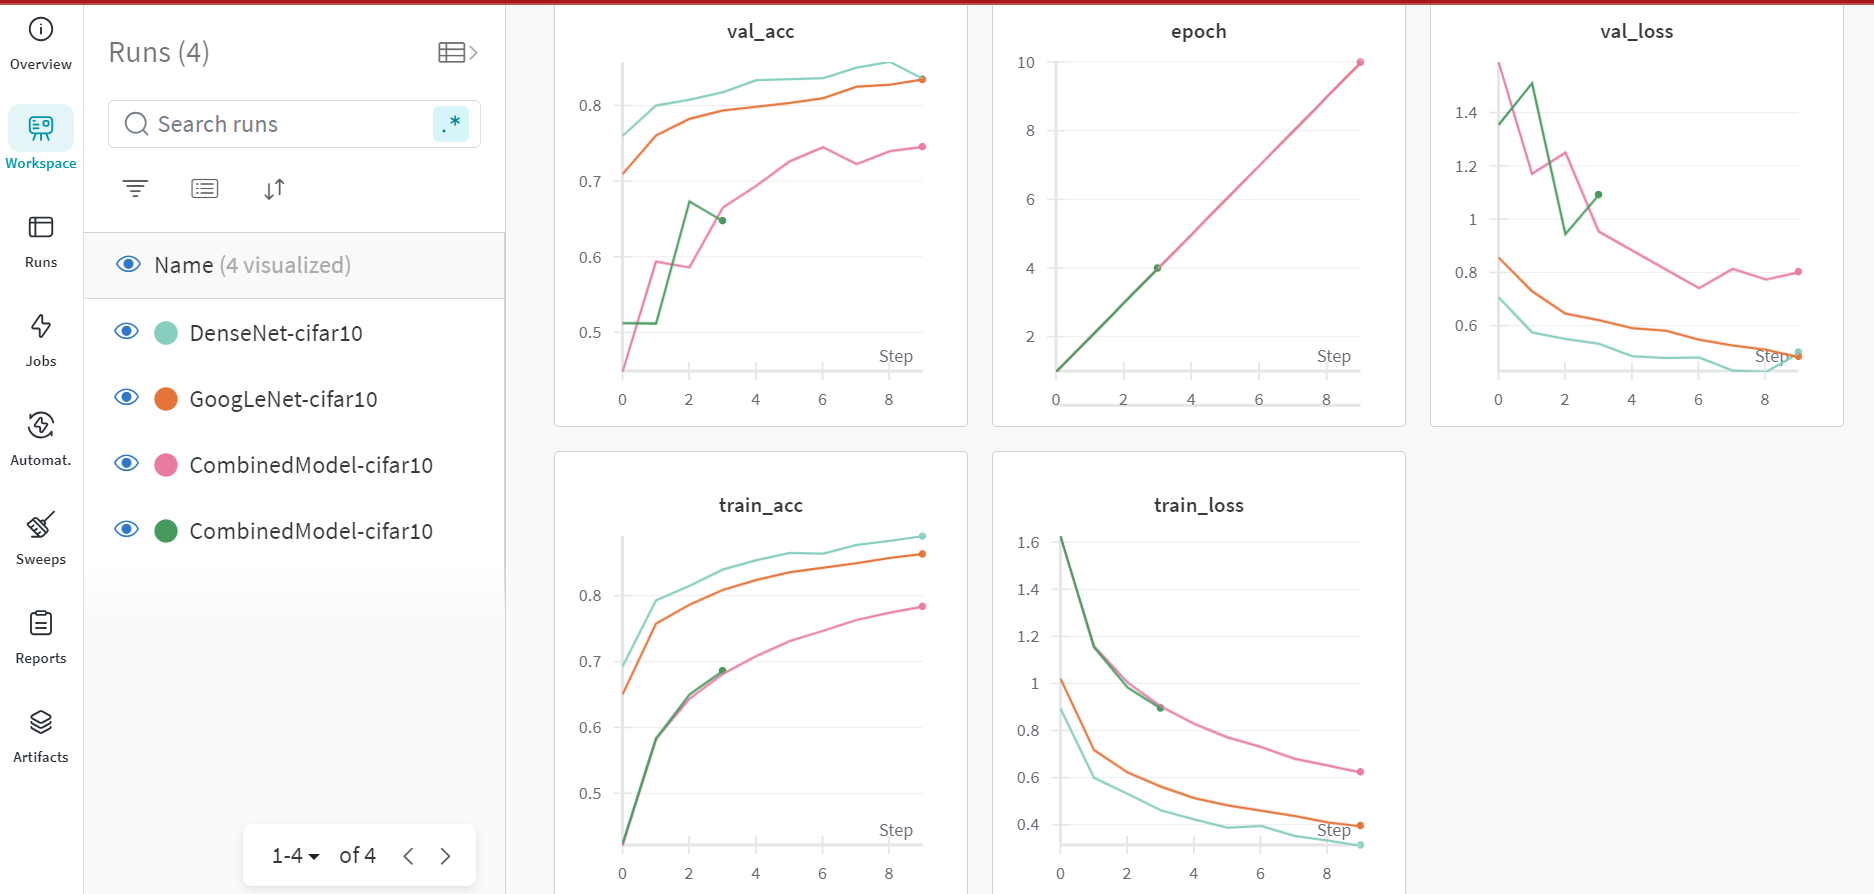 Overview
Workspace
Runs
Jobs
Automat.
Sweeps
Reports
Artifacts
Runs (4)
Search runs
.*
Name (4 visualized)
DenseNet-cifar10
GoogLeNet-cifar10
CombinedModel-cifar10
CombinedModel-cifar10
1-4 of 4
val_acc
0.8
0.7
0.6
0.5
Step
0 2 4 6 8
epoch
10
8
6
4
2
Step
0 2 4 6 8
val_loss
1.4
1.2
1
0.8
0.6
Step
0 2 4 6 8
train_acc
0.8
0.7
0.6
0.5
Step
0 2 4 6 8
train_loss
1.6
1.4
1.2
1
0.8
0.6
0.4
Step
0 2 4 6 8